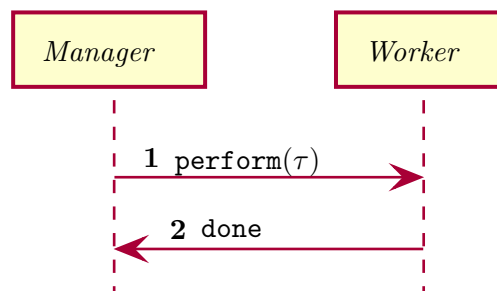 Manager
Worker
1 perform(τ)
2 done